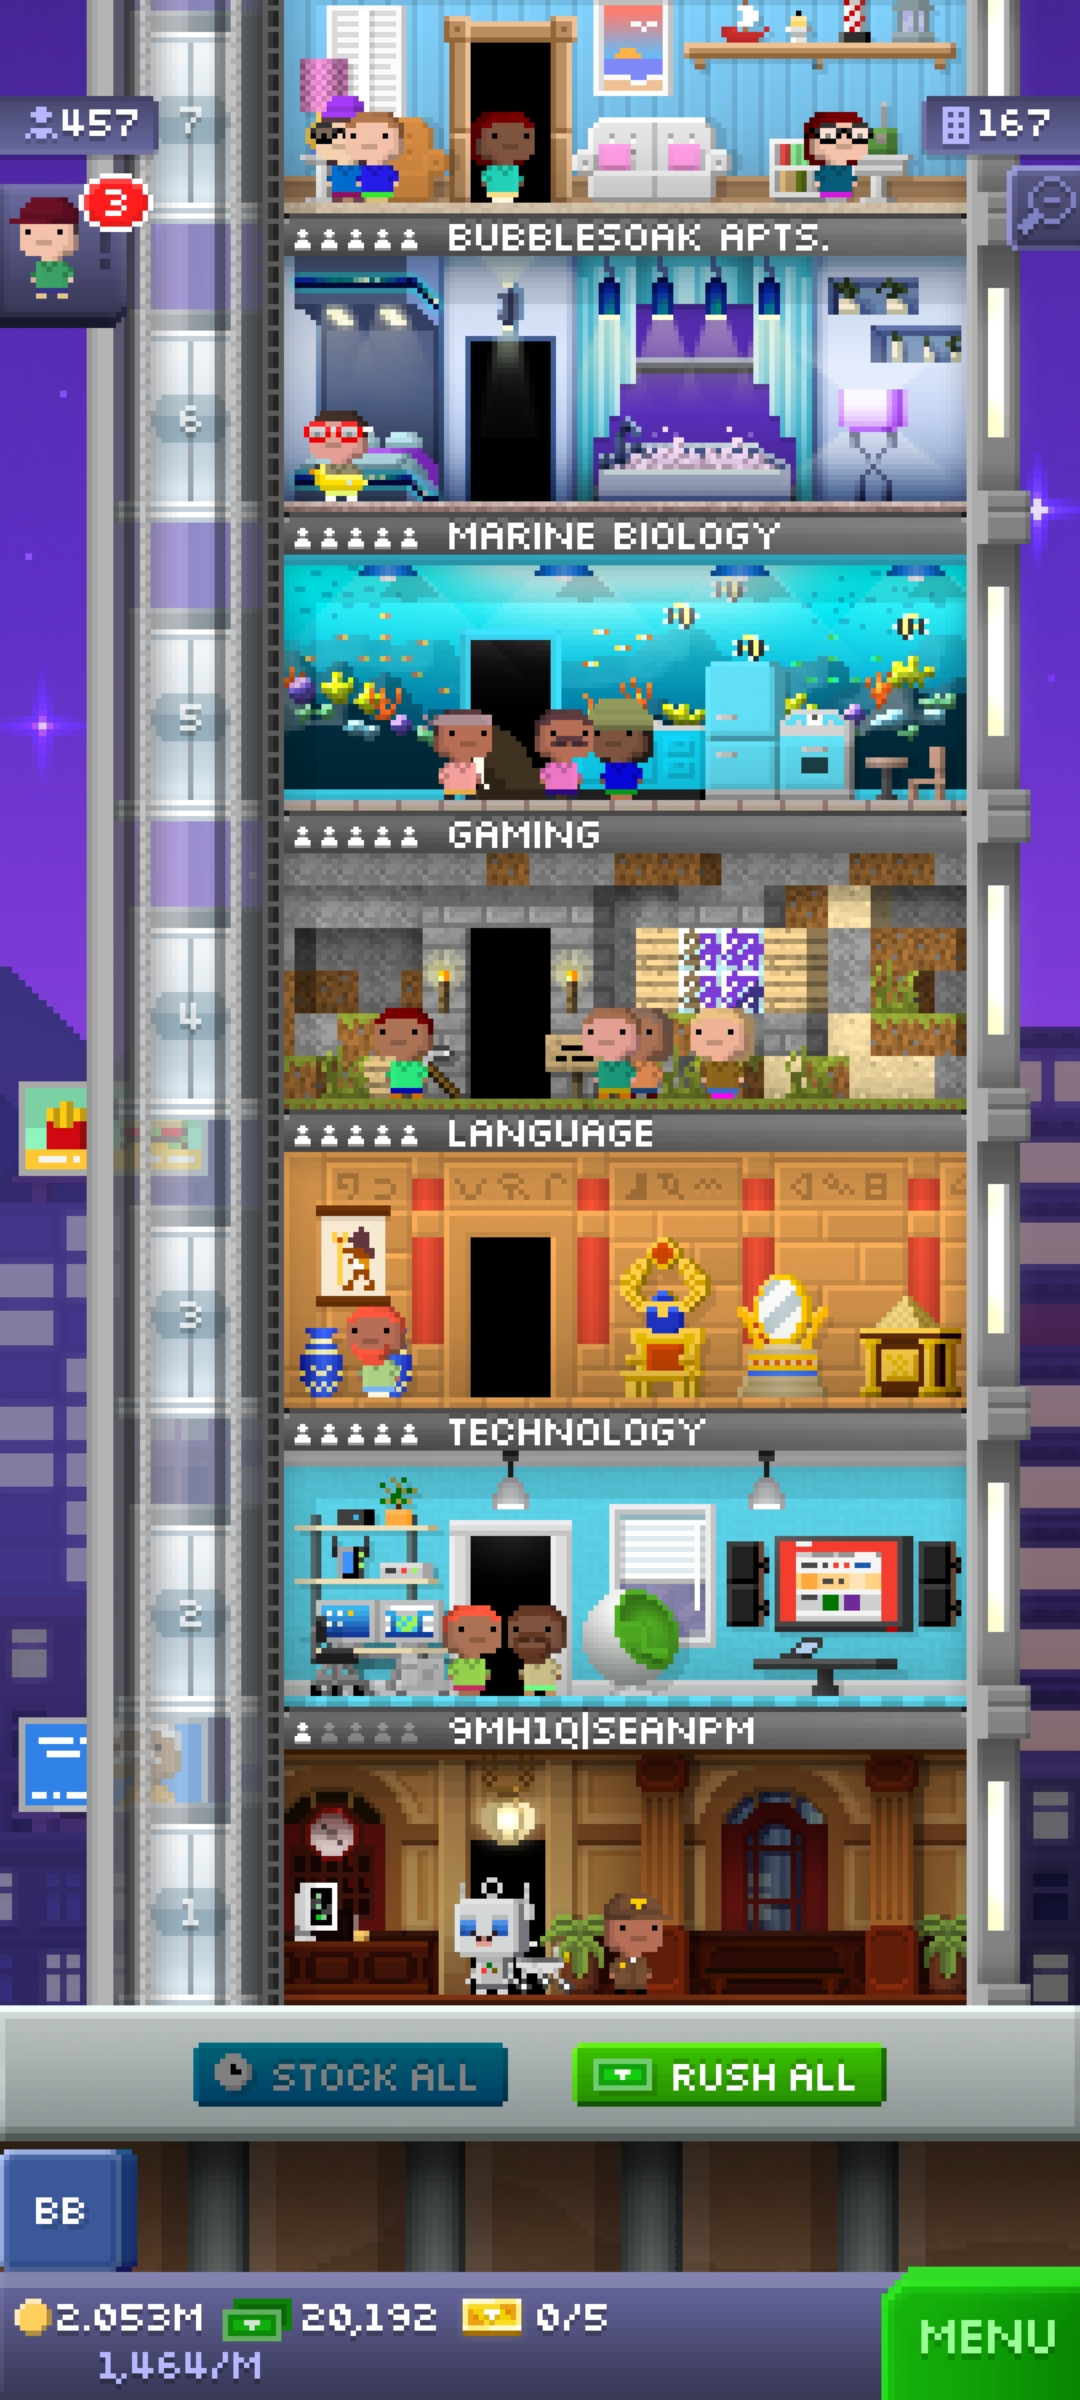 457
7
167
3
BUBBLESOAK APTS.
6
MARINE BIOLOGY
5
GAMING
4
LANGUAGE
3
TECHNOLOGY
2
9MH1Q|SEANPM
1
STOCK ALL
RUSH ALL
BB
2.053M
20,192
0/5
1,464/M
MENU